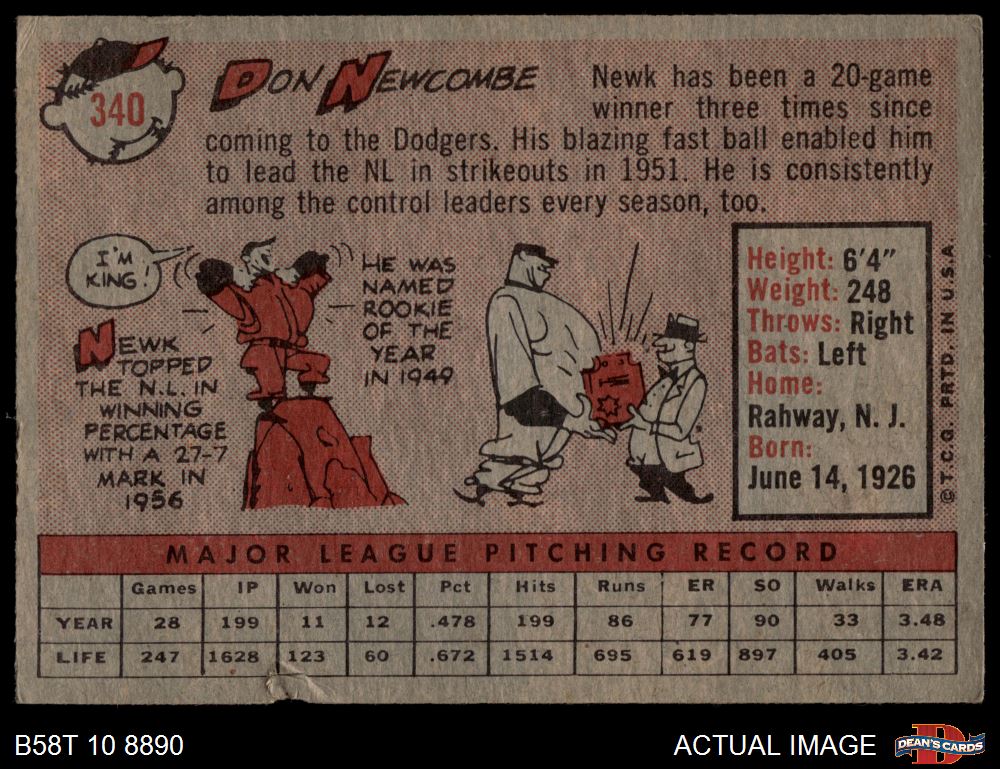 340
DON NEWCOMBE
Newk has been a 20-game
winner three times since
coming to the Dodgers. His blazing fast ball enabled him
to lead the NL in strikeouts in 1951. He is consistently
among the control leaders every season, too.
I'M
KING!
NEWK
TOPPED
THE N.L. IN
WINNING
PERCENTAGE
WITH A 27-7
MARK IN
1956
HE WAS
NAMED
ROOKIE
OF THE
YEAR
IN 1949
Height: 6'4"
Weight: 248
Throws: Right
Bats: Left
Home:
Rahway, N. J.
Born:
June 14, 1926
© T.C.G. PRTD. IN U.S.A.
MAJOR LEAGUE PITCHING RECORD
Games IP Won Lost Pct Hits Runs ER SO Walks ERA
YEAR 28 199 11 12 .478 199 86 77 90 33 3.48
LIFE 247 1628 123 60 .672 1514 695 619 897 405 3.42
B58T 10 8890
ACTUAL IMAGE
D
DEAN'S CARDS